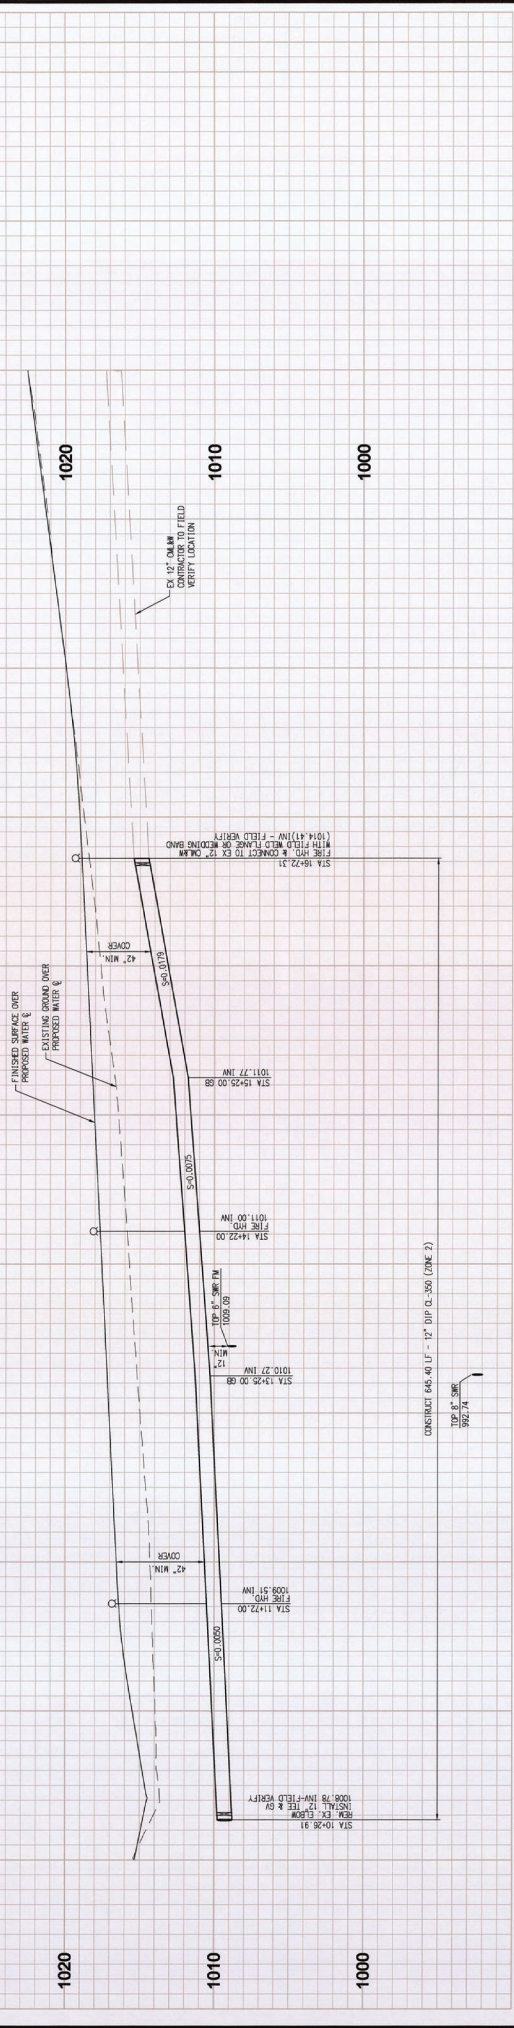 1020
1010
1000
FINISHED SURFACE OVER
PROPOSED WATER ℄
EXISTING GROUND OVER
PROPOSED WATER ℄
EX 12" CML&W
CONTRACTOR TO FIELD
VERIFY LOCATION
STA 16+72.31
FIRE HYD. & CONNECT TO EX 12" CML&W
WITH FIELD WELD FLANGE OR WEDDING BAND
(1014.41)INV - FIELD VERIFY
42" MIN.
COVER
S=0.0179
STA 15+25.00 GB
1011.77 INV
S=0.0075
STA 14+22.00
FIRE HYD.
1011.00 INV
TOP 6" SWR FM
1009.09
12"
MIN.
STA 13+25.00 GB
1010.27 INV
CONSTRUCT 645.40 LF - 12" DIP CL-350 (ZONE 2)
TOP 8" SWR
992.74
42" MIN.
COVER
STA 11+72.00
FIRE HYD.
1009.51 INV
S=0.0050
STA 10+26.91
REM. EX. ELBOW
INSTALL 12" TEE & GV
1008.78 INV-FIELD VERIFY
1020
1010
1000